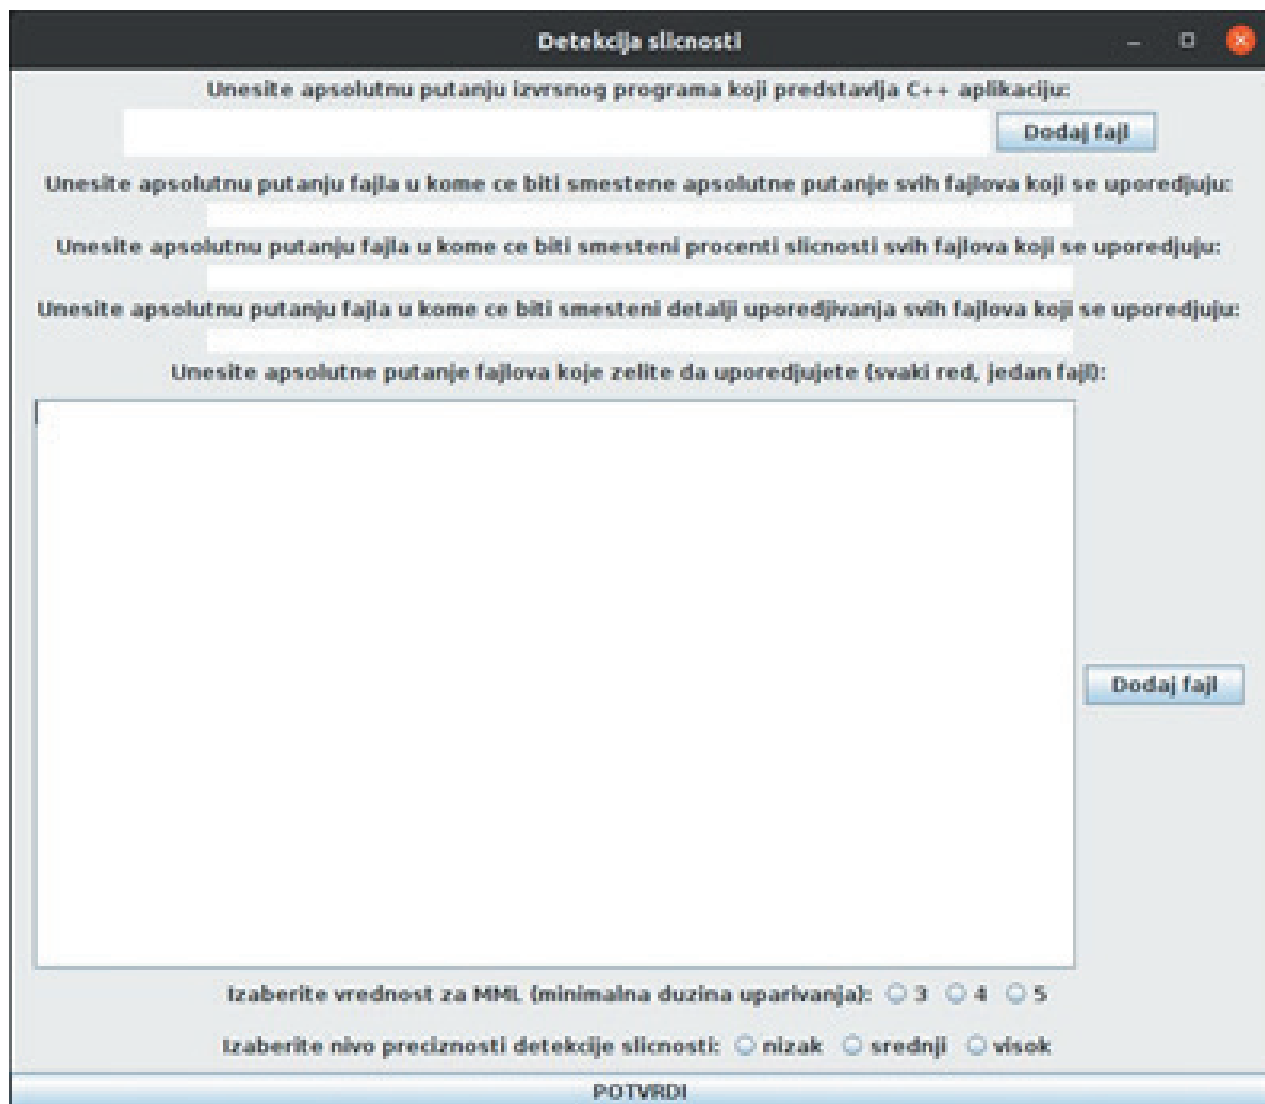 Detekcija slicnosti
Unesite apsolutnu putanju izvrsnog programa koji predstavlja C++ aplikaciju:
Dodaj fajl
Unesite apsolutnu putanju fajla u kome ce biti smestene apsolutne putanje svih fajlova koji se uporedjuju:
Unesite apsolutnu putanju fajla u kome ce biti smesteni procenti slicnosti svih fajlova koji se uporedjuju:
Unesite apsolutnu putanju fajla u kome ce biti smesteni detalji uporedjivanja svih fajlova koji se uporedjuju:
Unesite apsolutne putanje fajlova koje zelite da uporedjujete (svaki red, jedan fajl):
Dodaj fajl
Izaberite vrednost za MML (minimalna duzina uparivanja): 3 4 5
Izaberite nivo preciznosti detekcije slicnosti: nizak srednji visok
POTVRDI